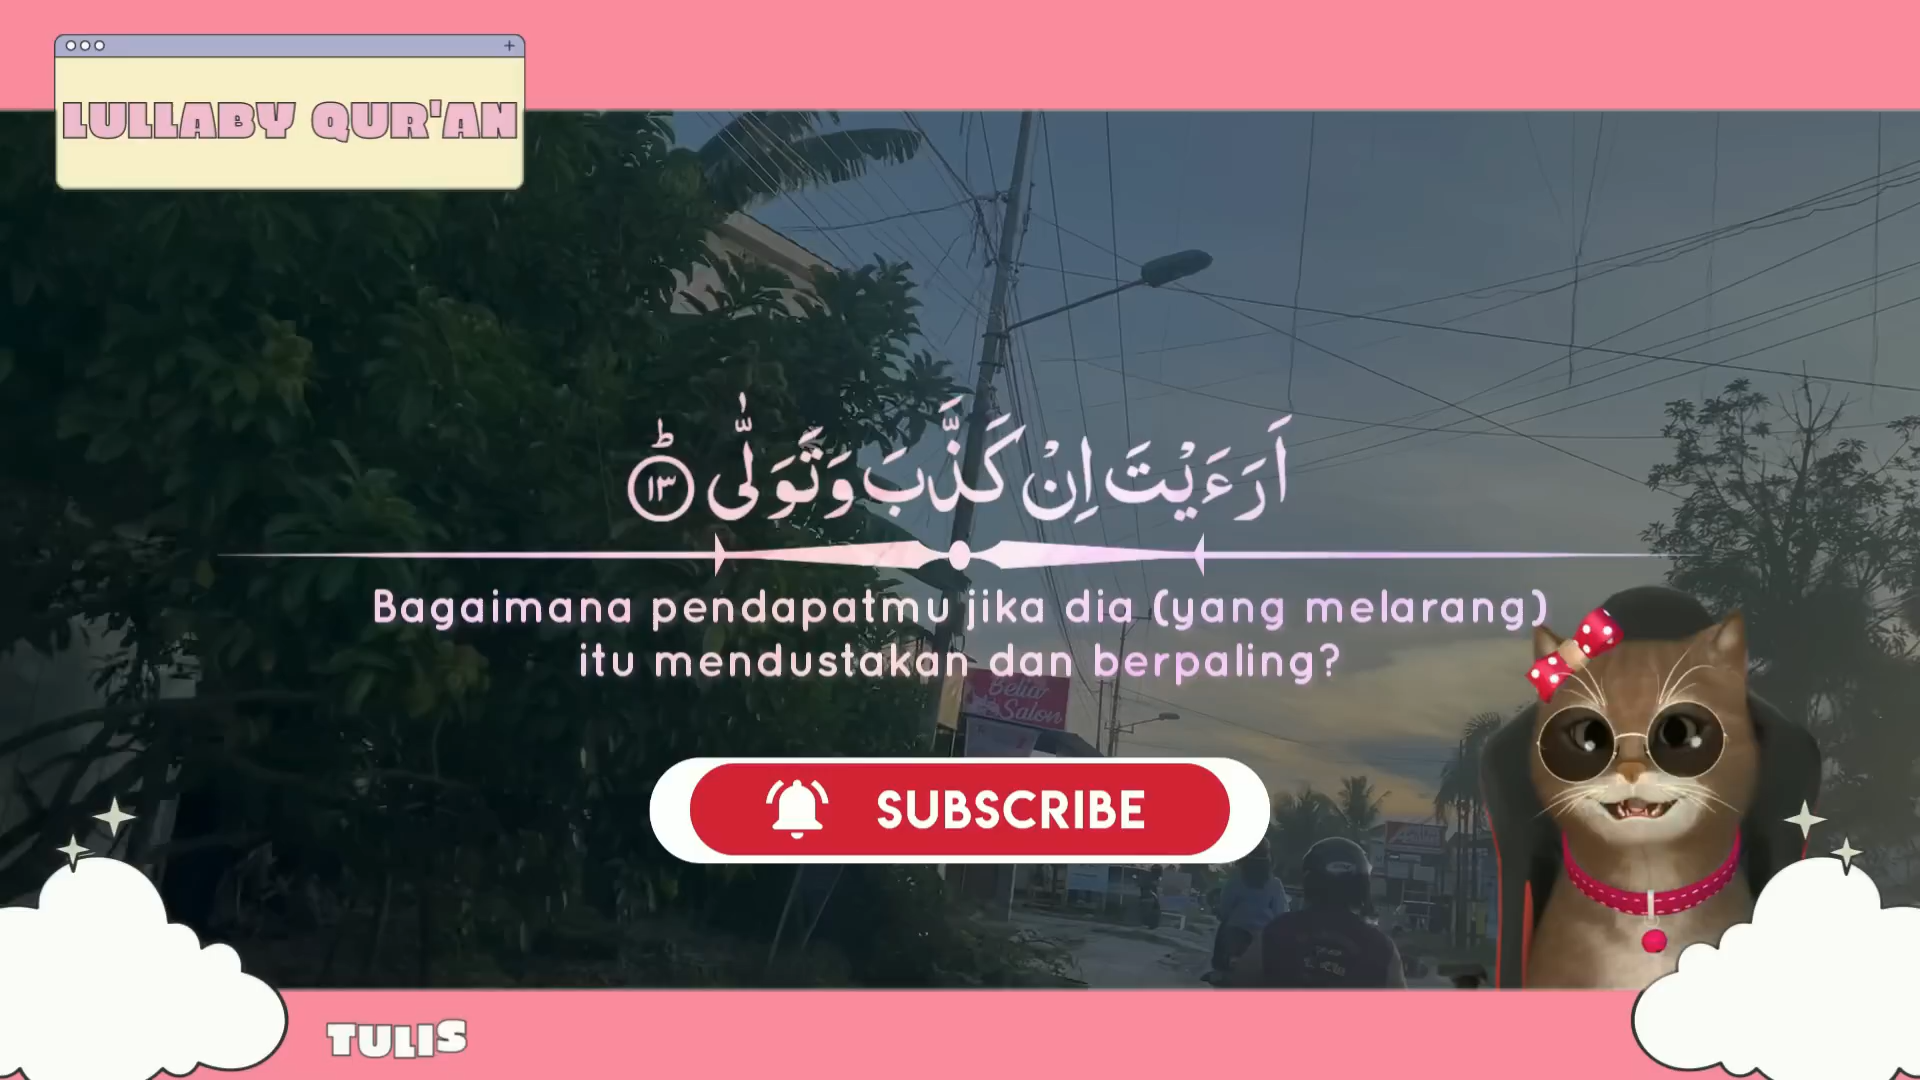 LULLABY QUR'AN
اَرَءَيْتَ اِنْ كَذَّبَ وَتَوَلّٰىۗ ١٣
Bagaimana pendapatmu jika dia (yang melarang)
itu mendustakan dan berpaling?
Bella
Salon
SUBSCRIBE
TULIS